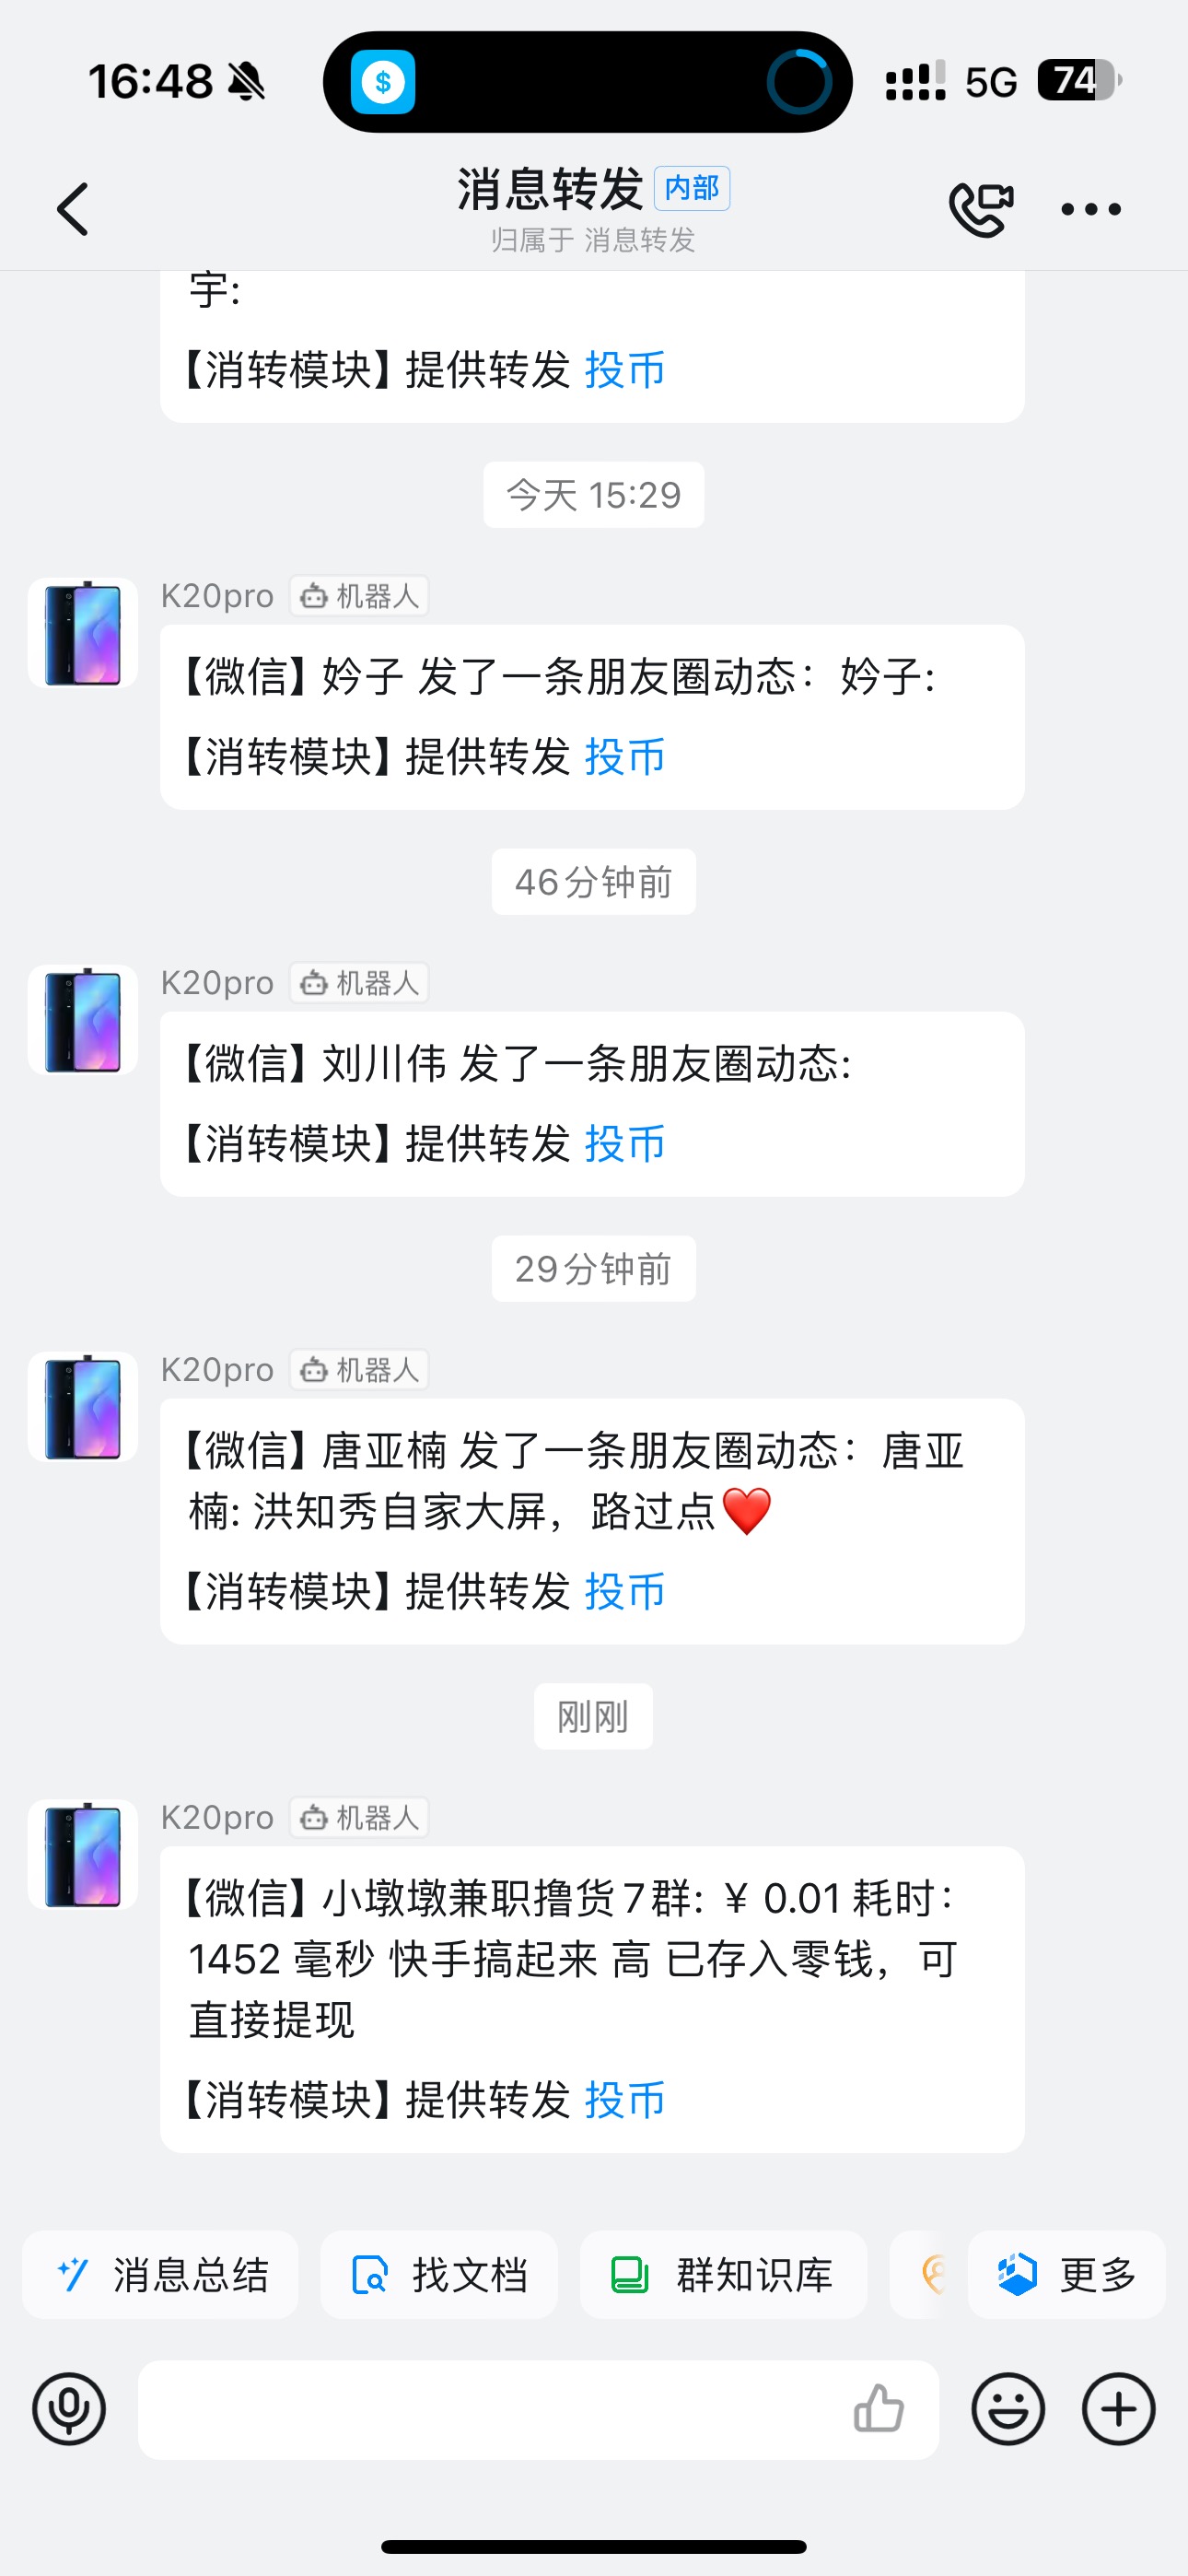 16:48
5G
74
消息转发 内部
归属于 消息转发
宇:
【消转模块】提供转发 投币
今天 15:29
K20pro 机器人
【微信】妗子 发了一条朋友圈动态：妗子:
【消转模块】提供转发 投币
46分钟前
K20pro 机器人
【微信】刘川伟 发了一条朋友圈动态:
【消转模块】提供转发 投币
29分钟前
K20pro 机器人
【微信】唐亚楠 发了一条朋友圈动态：唐亚
楠: 洪知秀自家大屏，路过点❤️
【消转模块】提供转发 投币
刚刚
K20pro 机器人
【微信】小墩墩兼职撸货7群: ¥ 0.01 耗时：
1452 毫秒 快手搞起来 高 已存入零钱，可
直接提现
【消转模块】提供转发 投币
消息总结 找文档 群知识库 更多